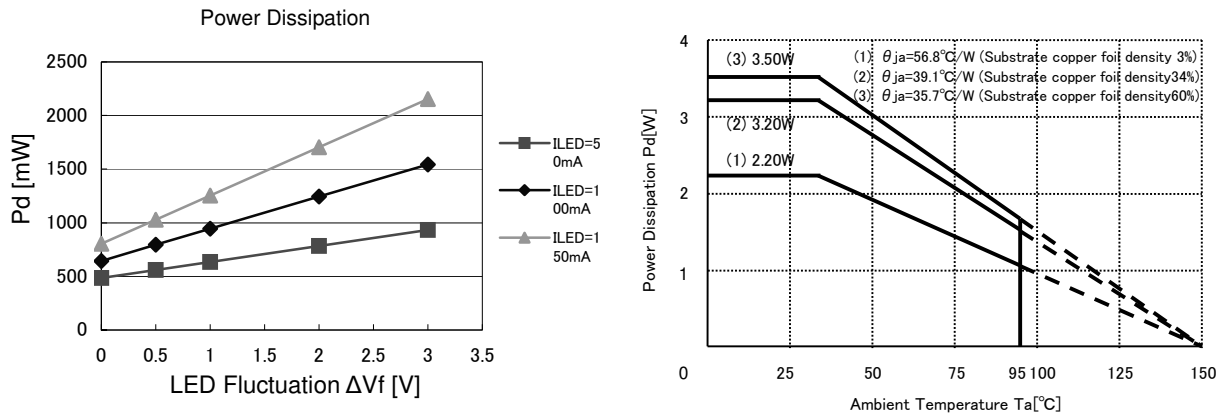 Power Dissipation
2500
2000
1500
1000
500
0
Pd [mW]
0 0.5 1 2 3 3.5
LED Fluctuation ΔVf [V]
ILED=5
0mA
ILED=1
00mA
ILED=1
50mA
4
3
2
1
Power Dissipation Pd[W]
(3) 3.50W
(2) 3.20W
(1) 2.20W
(1) θja=56.8℃/W (Substrate copper foil density 3%)
(2) θja=39.1℃/W (Substrate copper foil density34%)
(3) θja=35.7℃/W (Substrate copper foil density60%)
0 25 50 75 95 100 125 150
Ambient Temperature Ta[℃]